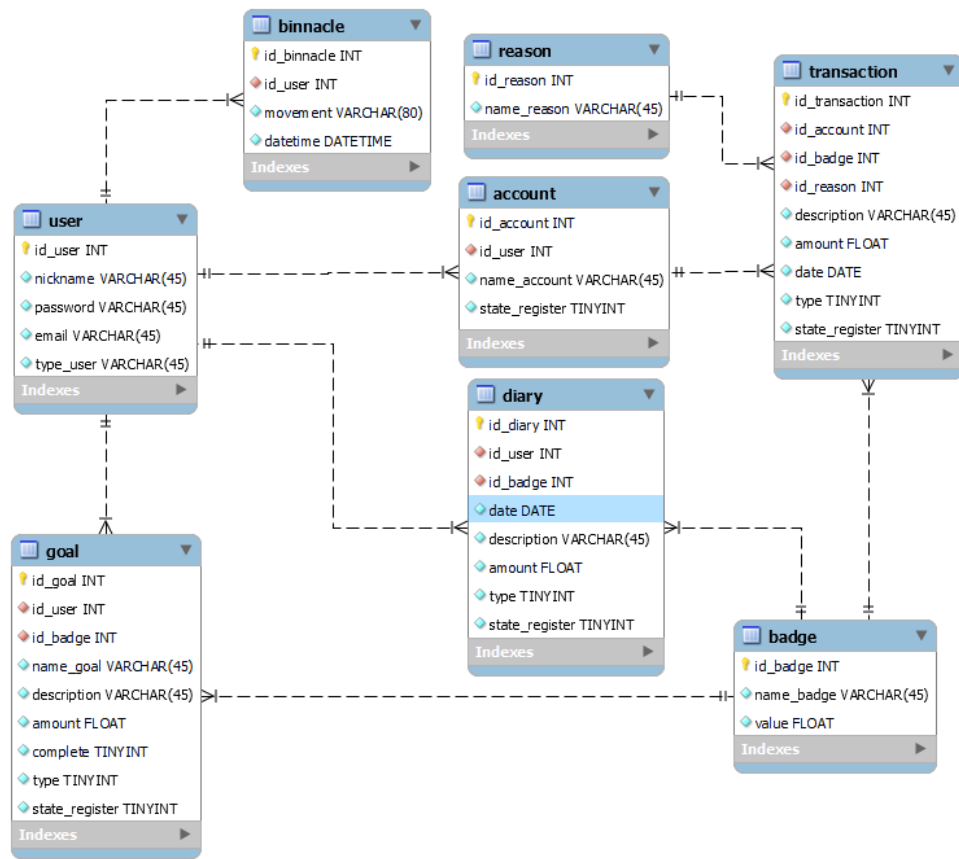 binnacle
id_binnacle INT
id_user INT
movement VARCHAR(80)
datetime DATETIME
Indexes
reason
id_reason INT
name_reason VARCHAR(45)
Indexes
transaction
id_transaction INT
id_account INT
id_badge INT
id_reason INT
description VARCHAR(45)
amount FLOAT
date DATE
type TINYINT
state_register TINYINT
Indexes
user
id_user INT
nickname VARCHAR(45)
password VARCHAR(45)
email VARCHAR(45)
type_user VARCHAR(45)
Indexes
account
id_account INT
id_user INT
name_account VARCHAR(45)
state_register TINYINT
Indexes
diary
id_diary INT
id_user INT
id_badge INT
date DATE
description VARCHAR(45)
amount FLOAT
type TINYINT
state_register TINYINT
Indexes
goal
id_goal INT
id_user INT
id_badge INT
name_goal VARCHAR(45)
description VARCHAR(45)
amount FLOAT
complete TINYINT
type TINYINT
state_register TINYINT
Indexes
badge
id_badge INT
name_badge VARCHAR(45)
value FLOAT
Indexes